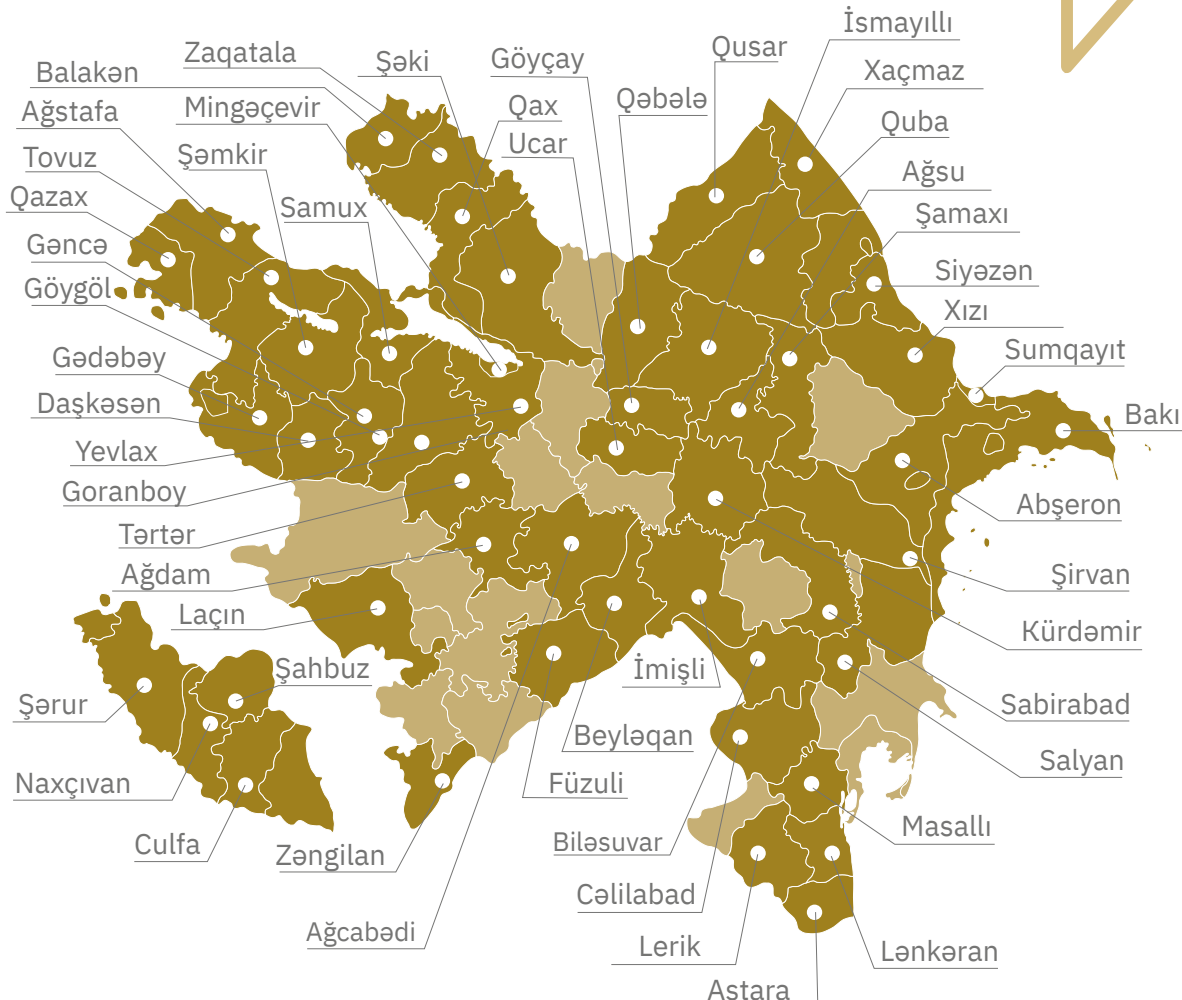 İsmayıllı
Qusar
Zaqatala
Şəki
Göyçay
Balakən
Xaçmaz
Qəbələ
Ağstafa
Mingəçevir
Qax
Quba
Ucar
Tovuz
Şəmkir
Ağsu
Qazax
Samux
Şamaxı
Gəncə
Siyəzən
Göygöl
Xızı
Gədəbəy
Sumqayıt
Daşkəsən
Bakı
Yevlax
Goranboy
Abşeron
Tərtər
Ağdam
Şirvan
Laçın
Kürdəmir
Şahbuz
İmişli
Şərur
Sabirabad
Beyləqan
Salyan
Naxçıvan
Füzuli
Masallı
Culfa
Zəngilan
Biləsuvar
Cəlilabad
Ağcabədi
Lerik
Lənkəran
Astara